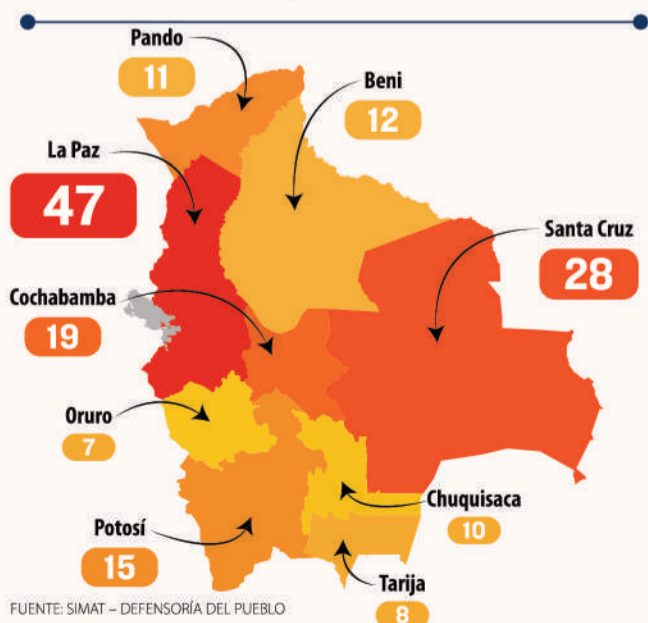 Pando
11
Beni
12
La Paz
47
Santa Cruz
28
Cochabamba
19
Oruro
7
Chuquisaca
10
Potosí
15
Tarija
8
FUENTE: SIMAT – DEFENSORÍA DEL PUEBLO